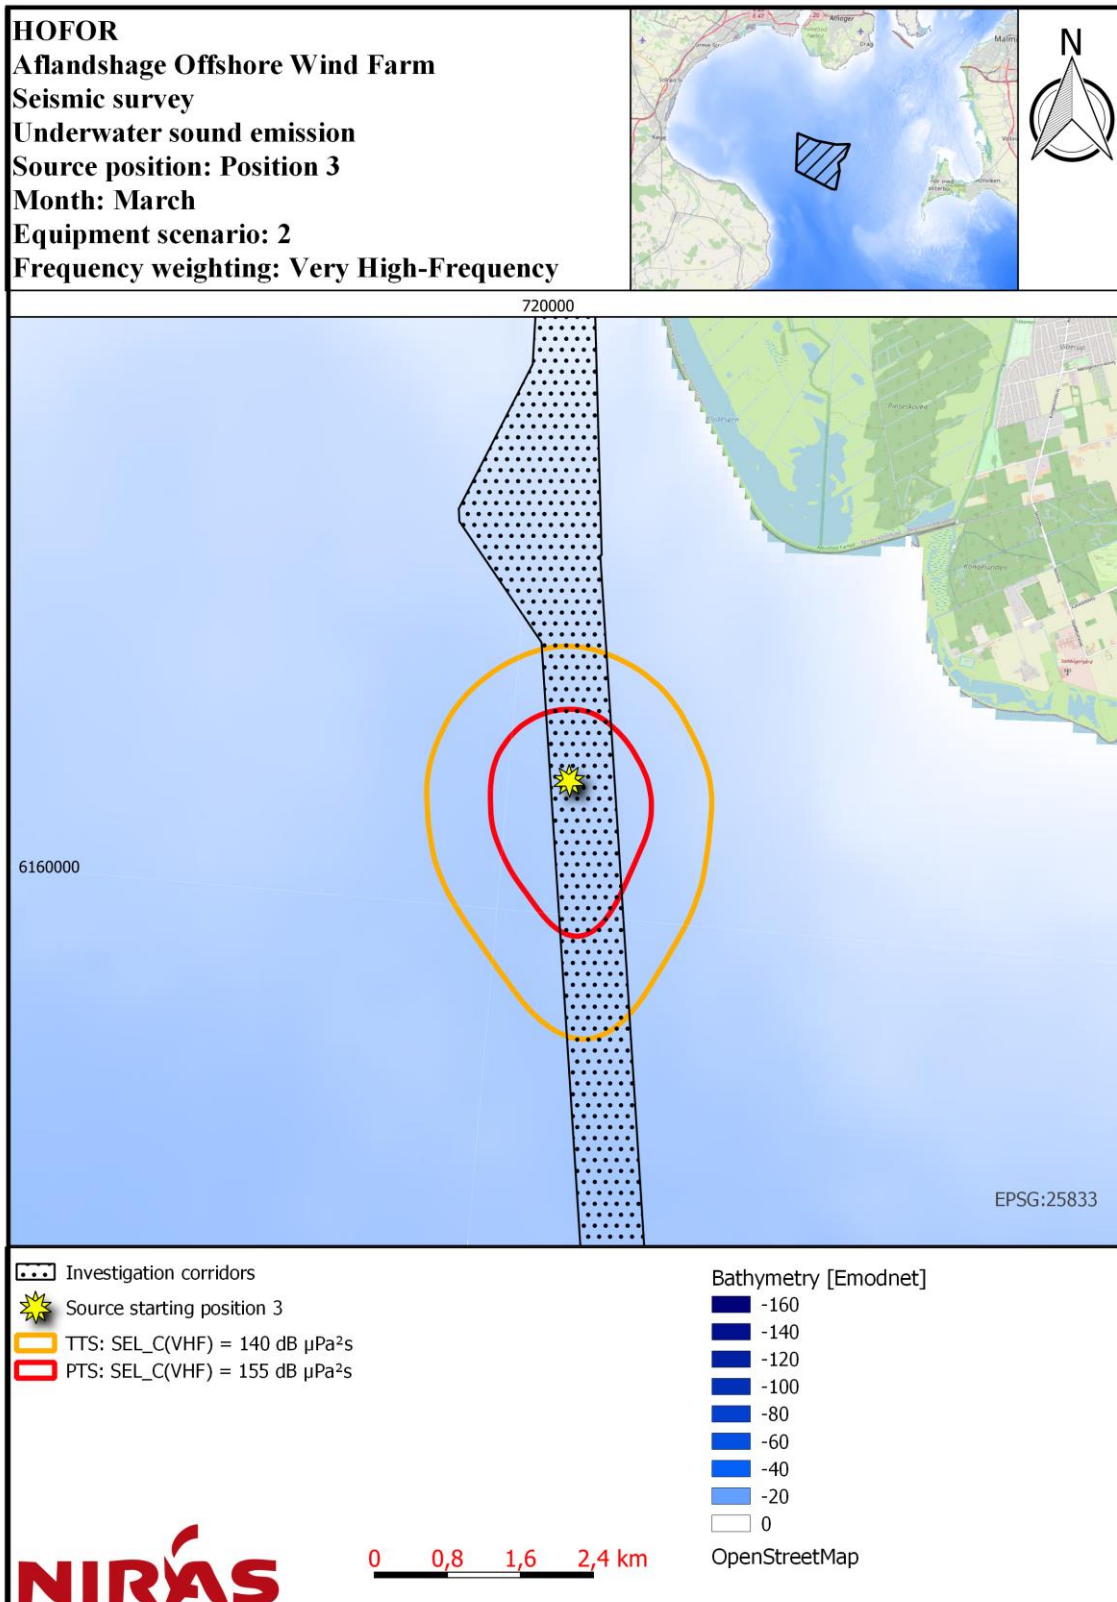 HOFOR
Aflandshage Offshore Wind Farm
Seismic survey
Underwater sound emission
Source position: Position 3
Month: March
Equipment scenario: 2
Frequency weighting: Very High-Frequency
N
720000
Pinseskoven
Kongelunden
6160000
EPSG:25833
Investigation corridors
Source starting position 3
TTS: SEL_C(VHF) = 140 dB µPa²s
PTS: SEL_C(VHF) = 155 dB µPa²s
Bathymetry [Emodnet]
-160
-140
-120
-100
-80
-60
-40
-20
0
OpenStreetMap
NIRAS
0 0,8 1,6 2,4 km